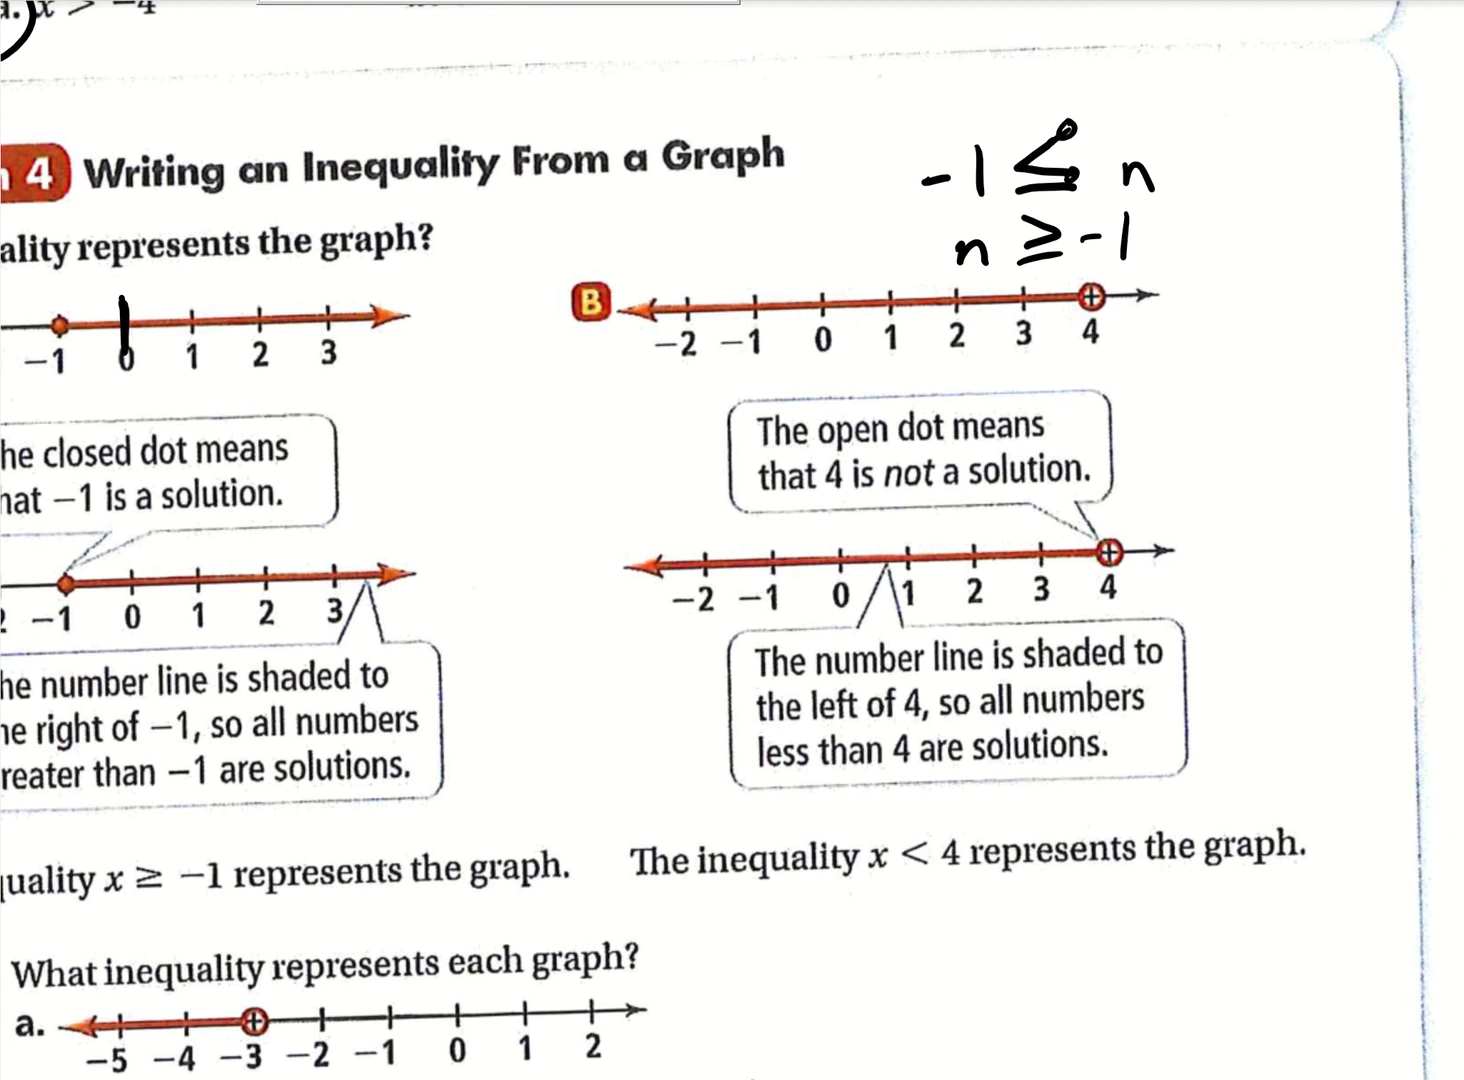 a. x > -4
4 Writing an Inequality From a Graph
-1 ≤ n
n ≥ -1
ality represents the graph?
B
-1 0 1 2 3
-2 -1 0 1 2 3 4
he closed dot means
hat -1 is a solution.
The open dot means
that 4 is not a solution.
-1 0 1 2 3
-2 -1 0 1 2 3 4
he number line is shaded to
he right of -1, so all numbers
reater than -1 are solutions.
The number line is shaded to
the left of 4, so all numbers
less than 4 are solutions.
quality x ≥ -1 represents the graph.
The inequality x < 4 represents the graph.
What inequality represents each graph?
a.
-5 -4 -3 -2 -1 0 1 2